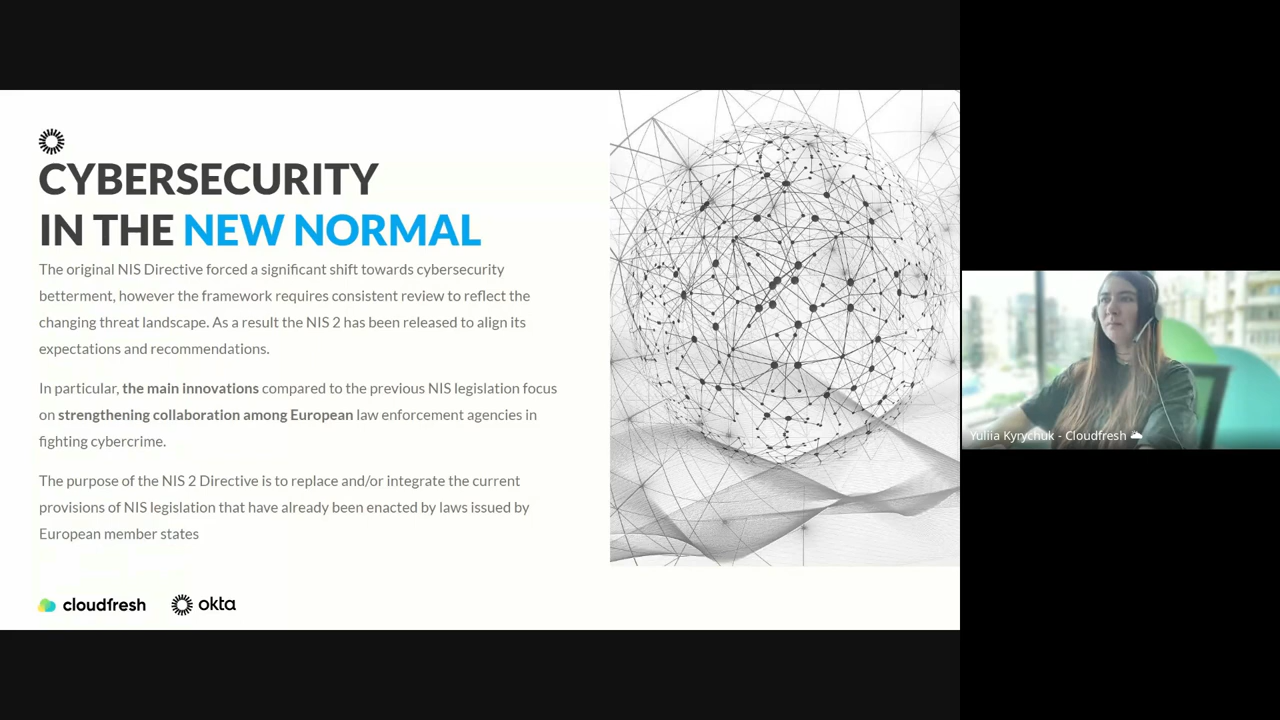 CYBERSECURITY
IN THE NEW NORMAL
The original NIS Directive forced a significant shift towards cybersecurity
betterment, however the framework requires consistent review to reflect the
changing threat landscape. As a result the NIS 2 has been released to align its
expectations and recommendations.
In particular, the main innovations compared to the previous NIS legislation focus
on strengthening collaboration among European law enforcement agencies in
fighting cybercrime.
The purpose of the NIS 2 Directive is to replace and/or integrate the current
provisions of NIS legislation that have already been enacted by laws issued by
European member states
cloudfresh okta
Yuliia Kyrychuk - Cloudfresh 🌥